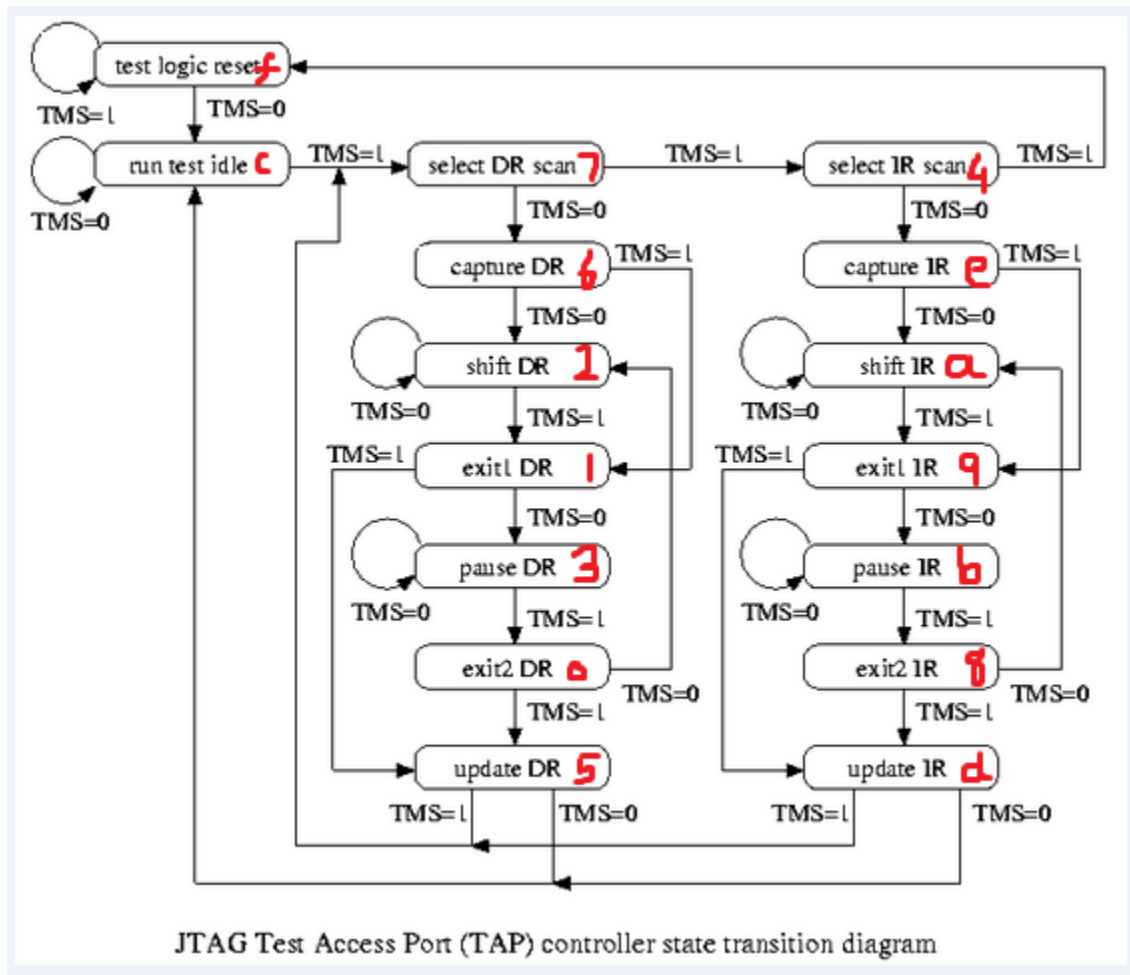 test logic reset f
TMS=1
TMS=0
run test idle c
TMS=1
select DR scan 7
TMS=1
select IR scan 4
TMS=1
TMS=0
TMS=0
TMS=0
capture DR 6
TMS=1
capture IR e
TMS=1
TMS=0
TMS=0
shift DR 2
shift IR a
TMS=0
TMS=1
TMS=0
TMS=1
TMS=1
exit1 DR 1
TMS=1
exit1 IR 9
TMS=0
TMS=0
pause DR 3
pause IR b
TMS=0
TMS=1
TMS=0
TMS=1
exit2 DR 0
TMS=0
exit2 IR 8
TMS=0
TMS=1
TMS=1
update DR 5
update IR d
TMS=1
TMS=0
TMS=1
TMS=0
JTAG Test Access Port (TAP) controller state transition diagram